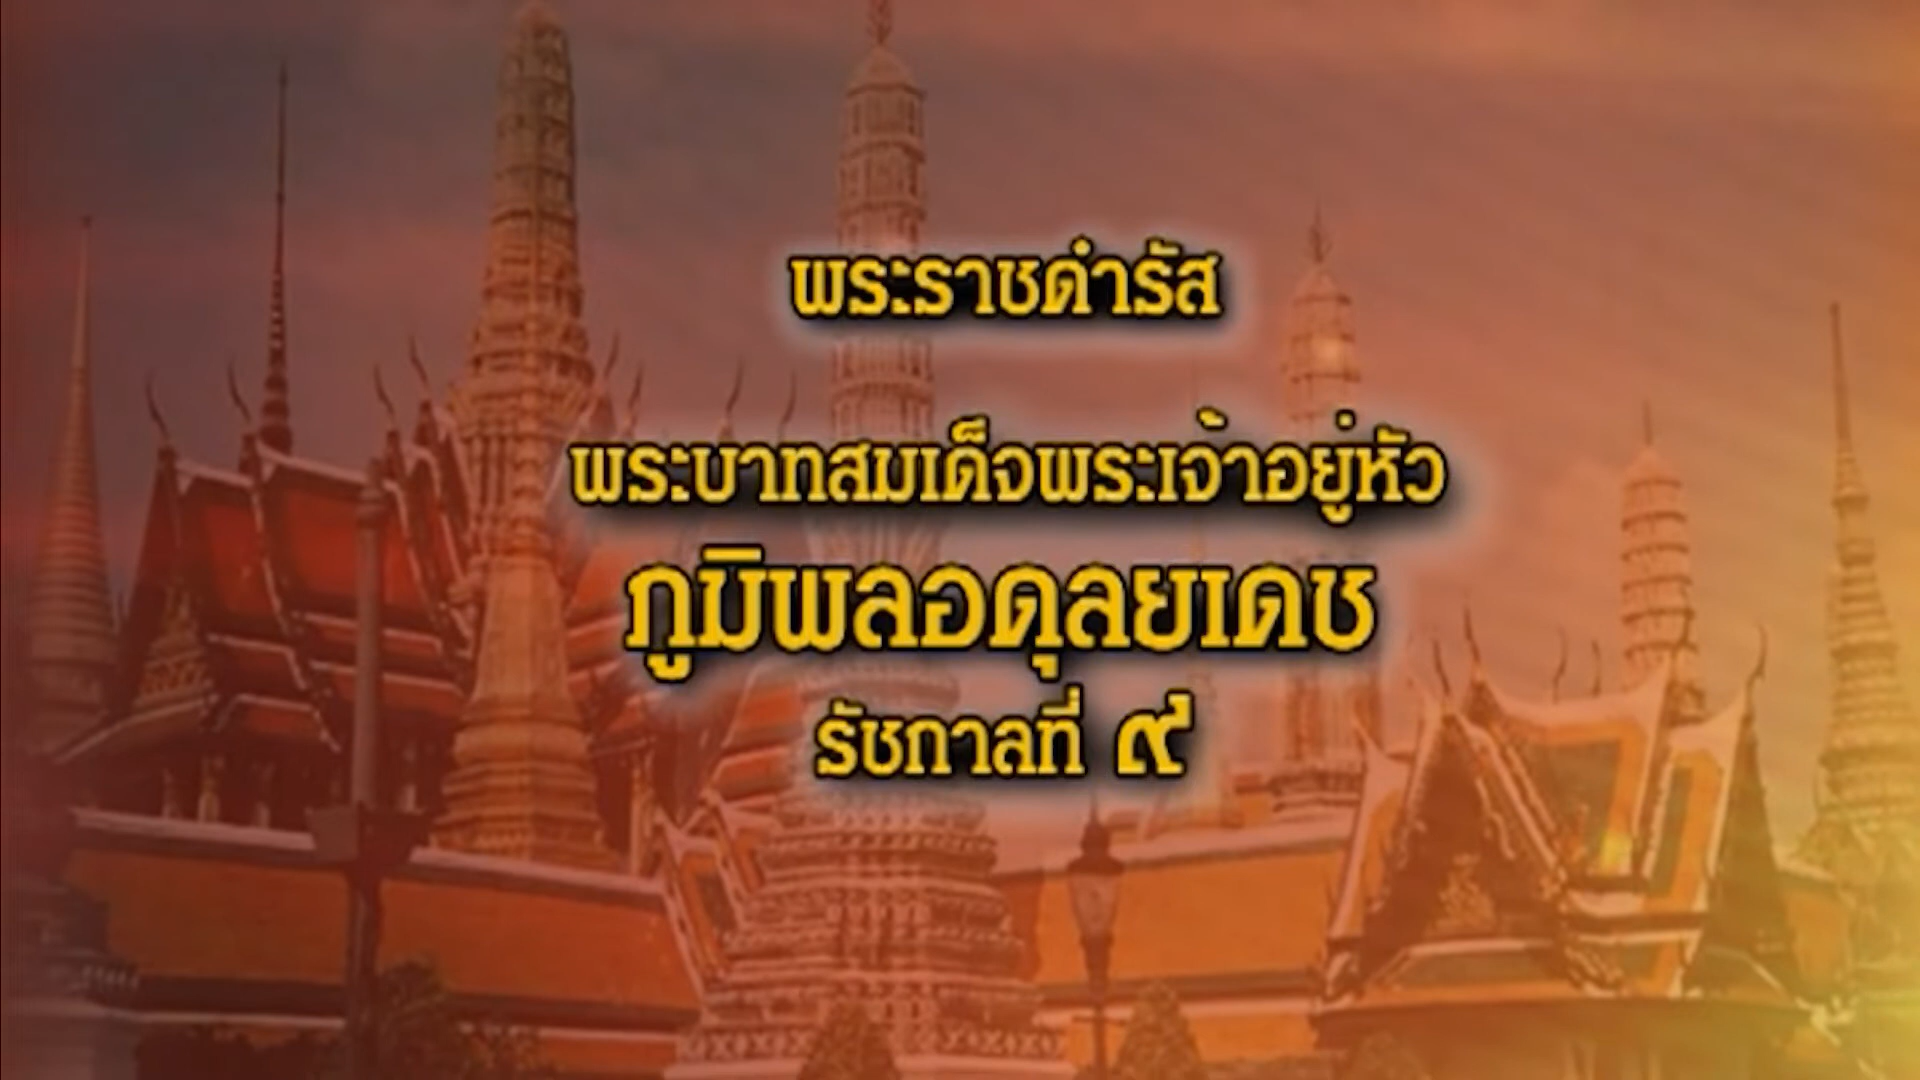 พระราชดำรัส
พระบาทสมเด็จพระเจ้าอยู่หัว
ภูมิพลอดุลยเดช
รัชกาลที่ ๙